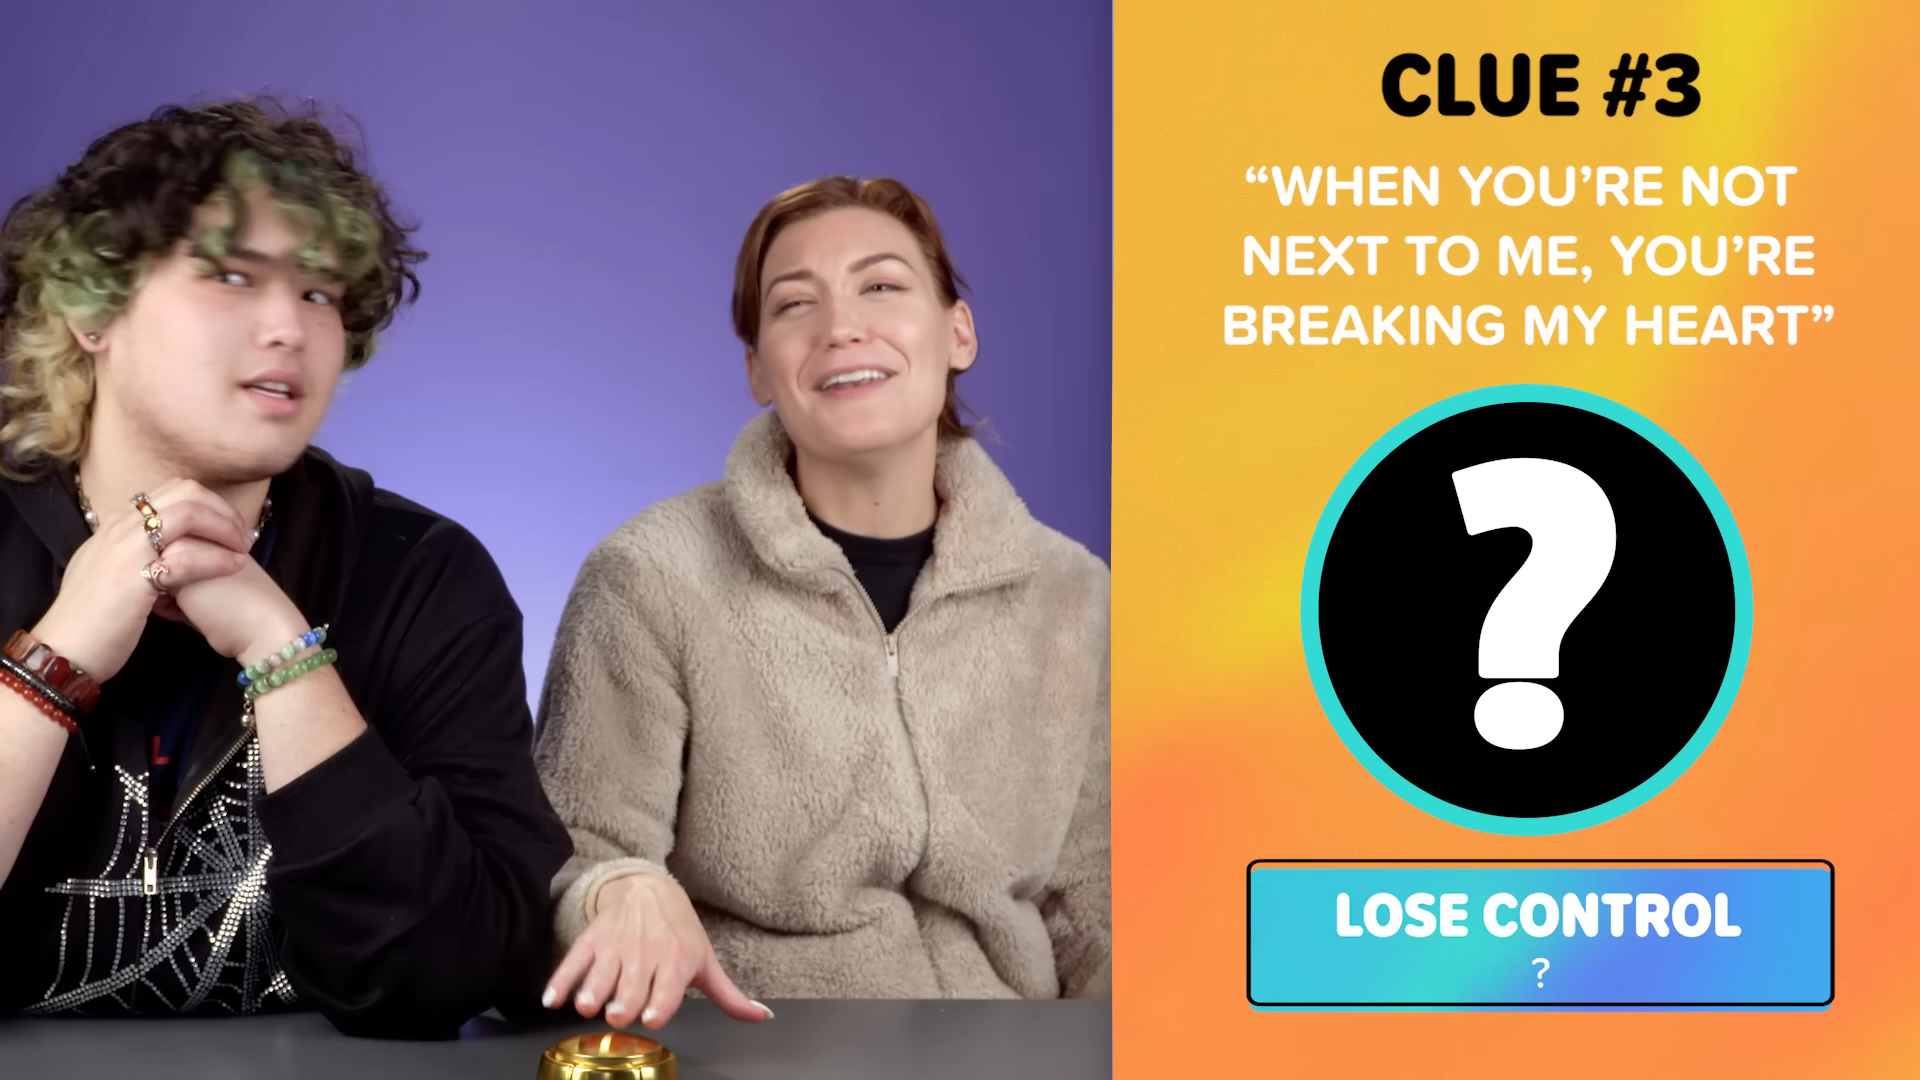 CLUE #3
“WHEN YOU’RE NOT
NEXT TO ME, YOU’RE
BREAKING MY HEART”
?
LOSE CONTROL
?
L